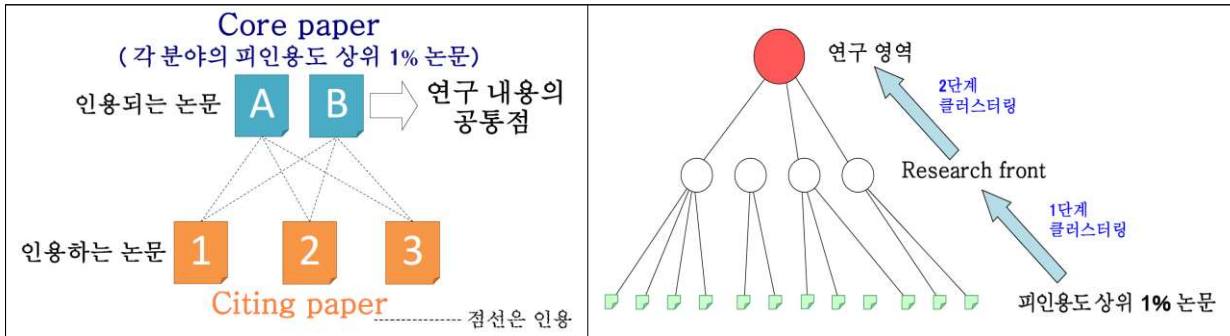 Core paper
( 각 분야의 피인용도 상위 1% 논문)
인용되는 논문
A
B
연구 내용의
공통점
인용하는 논문
1
2
3
Citing paper
점선은 인용
연구 영역
2단계
클러스터링
Research front
1단계
클러스터링
피인용도 상위 1% 논문